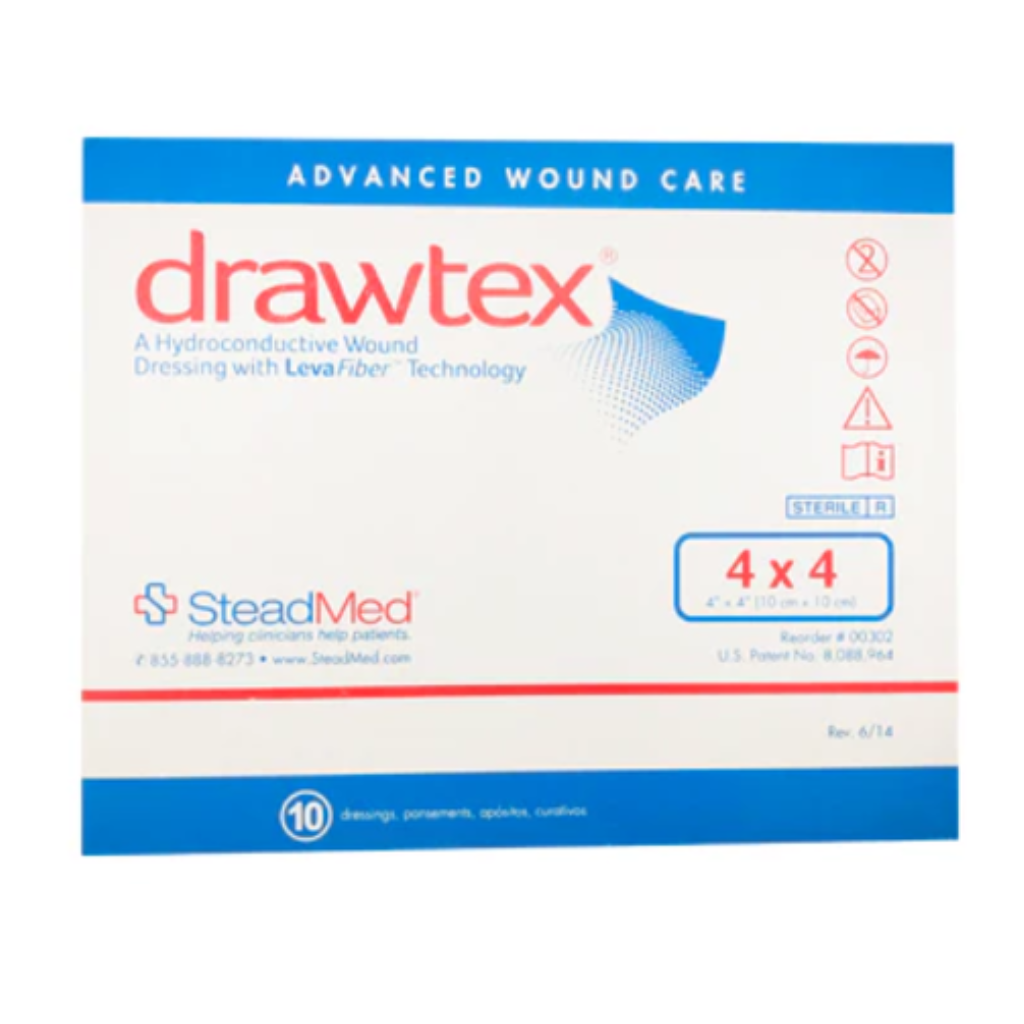 ADVANCED WOUND CARE
drawtex®
A Hydroconductive Wound
Dressing with LevaFiber™ Technology
2
STERILE R
4 x 4
4" x 4" (10 cm x 10 cm)
SteadMed®
Helping clinicians help patients.
Reorder # 00302
855-888-8273 • www.SteadMed.com
U.S. Patent No. 8,088,964
Rev. 6/14
10 dressings, pansements, apósitos, curativos